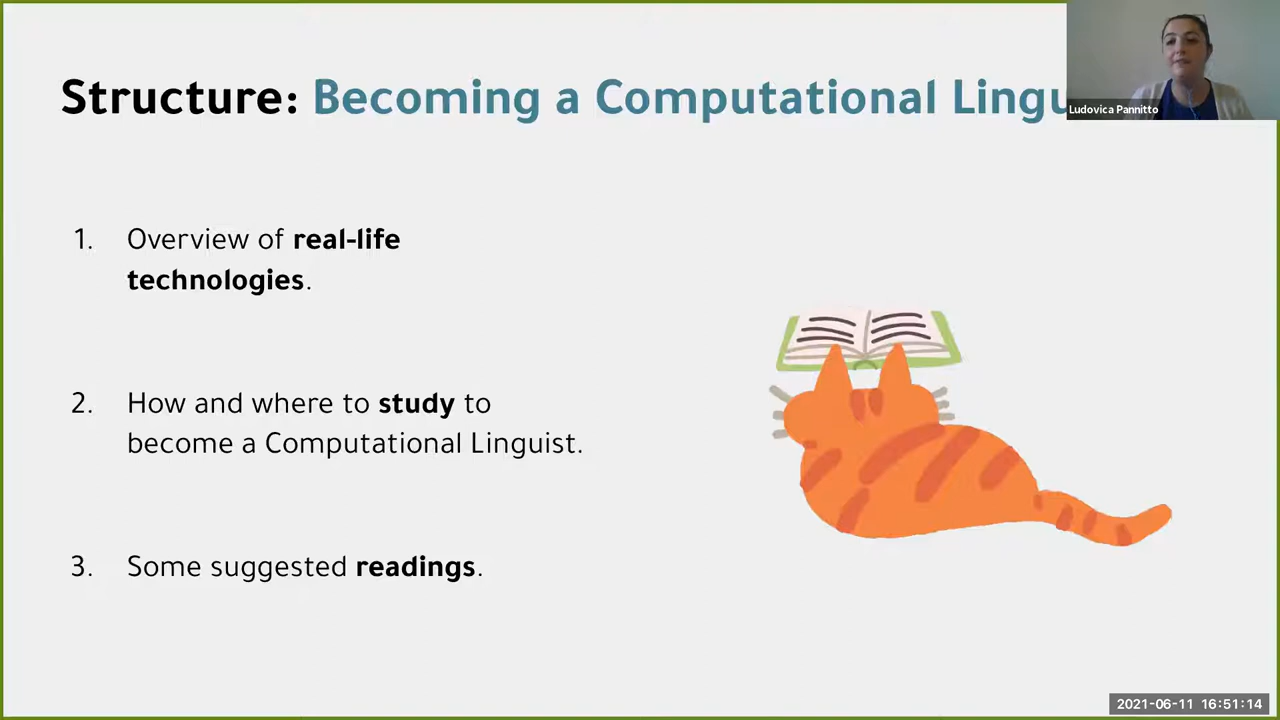 Structure: Becoming a Computational
Ludovica Pannitto
1. Overview of real-life
technologies.
2. How and where to study to
become a Computational Linguist.
3. Some suggested readings.
2021-06-11 16:51:14